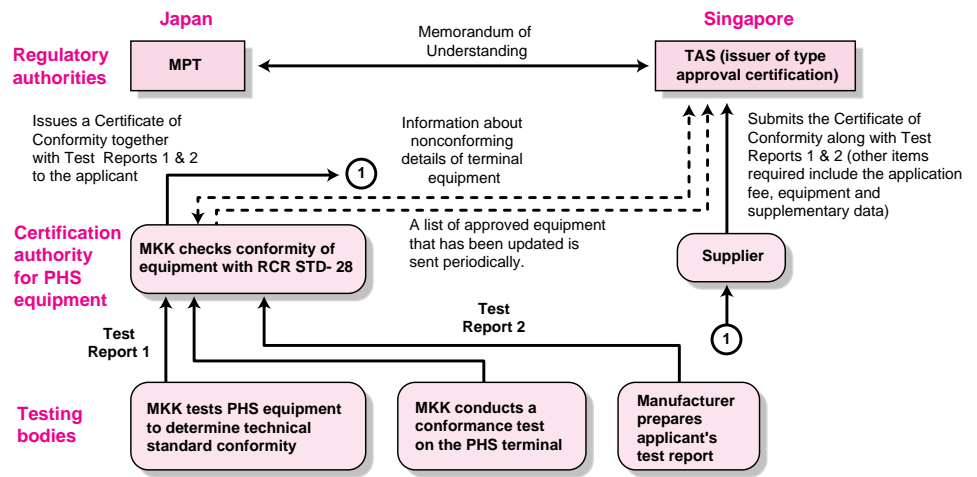 Japan
Singapore
Regulatory
authorities
MPT
Memorandum of
Understanding
TAS (issuer of type
approval certification)
Issues a Certificate of
Conformity together
with Test Reports 1 & 2
to the applicant
1
Information about
nonconforming
details of terminal
equipment
Submits the Certificate of
Conformity along with Test
Reports 1 & 2 (other items
required include the application
fee, equipment and
supplementary data)
A list of approved equipment
that has been updated is
sent periodically.
Certification
authority
for PHS
equipment
MKK checks conformity of
equipment with RCR STD- 28
Supplier
1
Test
Report 1
Test
Report 2
Testing
bodies
MKK tests PHS equipment
to determine technical
standard conformity
MKK conducts a
conformance test
on the PHS terminal
Manufacturer
prepares
applicant's
test report